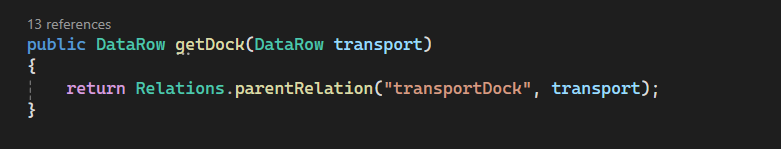 13 references
public DataRow getDock(DataRow transport)
{
return Relations.parentRelation("transportDock", transport);
}